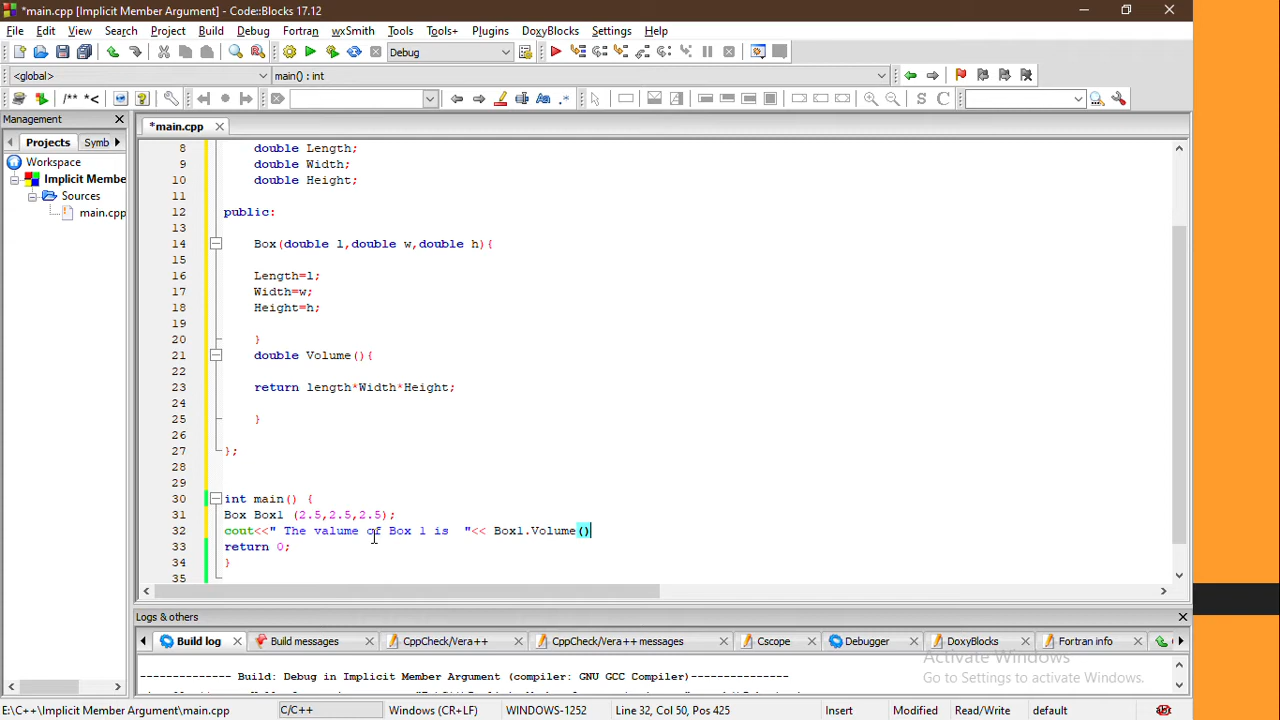 *main.cpp [Implicit Member Argument] - Code::Blocks 17.12
File Edit View Search Project Build Debug Fortran wxSmith Tools Tools+ Plugins DoxyBlocks Settings Help
Debug
<global> main() : int
/** *< Aa .* S C
Management
*main.cpp
Projects Symb
Workspace
Implicit Membe
Sources
main.cpp
8 double Length;
9 double Width;
10 double Height;
11
12 public:
13
14 Box(double l,double w,double h){
15
16 Length=l;
17 Width=w;
18 Height=h;
19
20 }
21 double Volume(){
22
23 return length*Width*Height;
24
25 }
26
27 };
28
29
30 int main() {
31 Box Box1 (2.5,2.5,2.5);
32 cout<<" The valume of Box 1 is  "<< Box1.Volume()
33 return 0;
34 }
35
Logs & others
Build log Build messages CppCheck/Vera++ CppCheck/Vera++ messages Cscope Debugger DoxyBlocks Fortran info
-------------- Build: Debug in Implicit Member Argument (compiler: GNU GCC Compiler)---------------
Activate Windows
Go to Settings to activate Windows.
E:\C++\Implicit Member Argument\main.cpp C/C++ Windows (CR+LF) WINDOWS-1252 Line 32, Col 50, Pos 425 Insert Modified Read/Write default